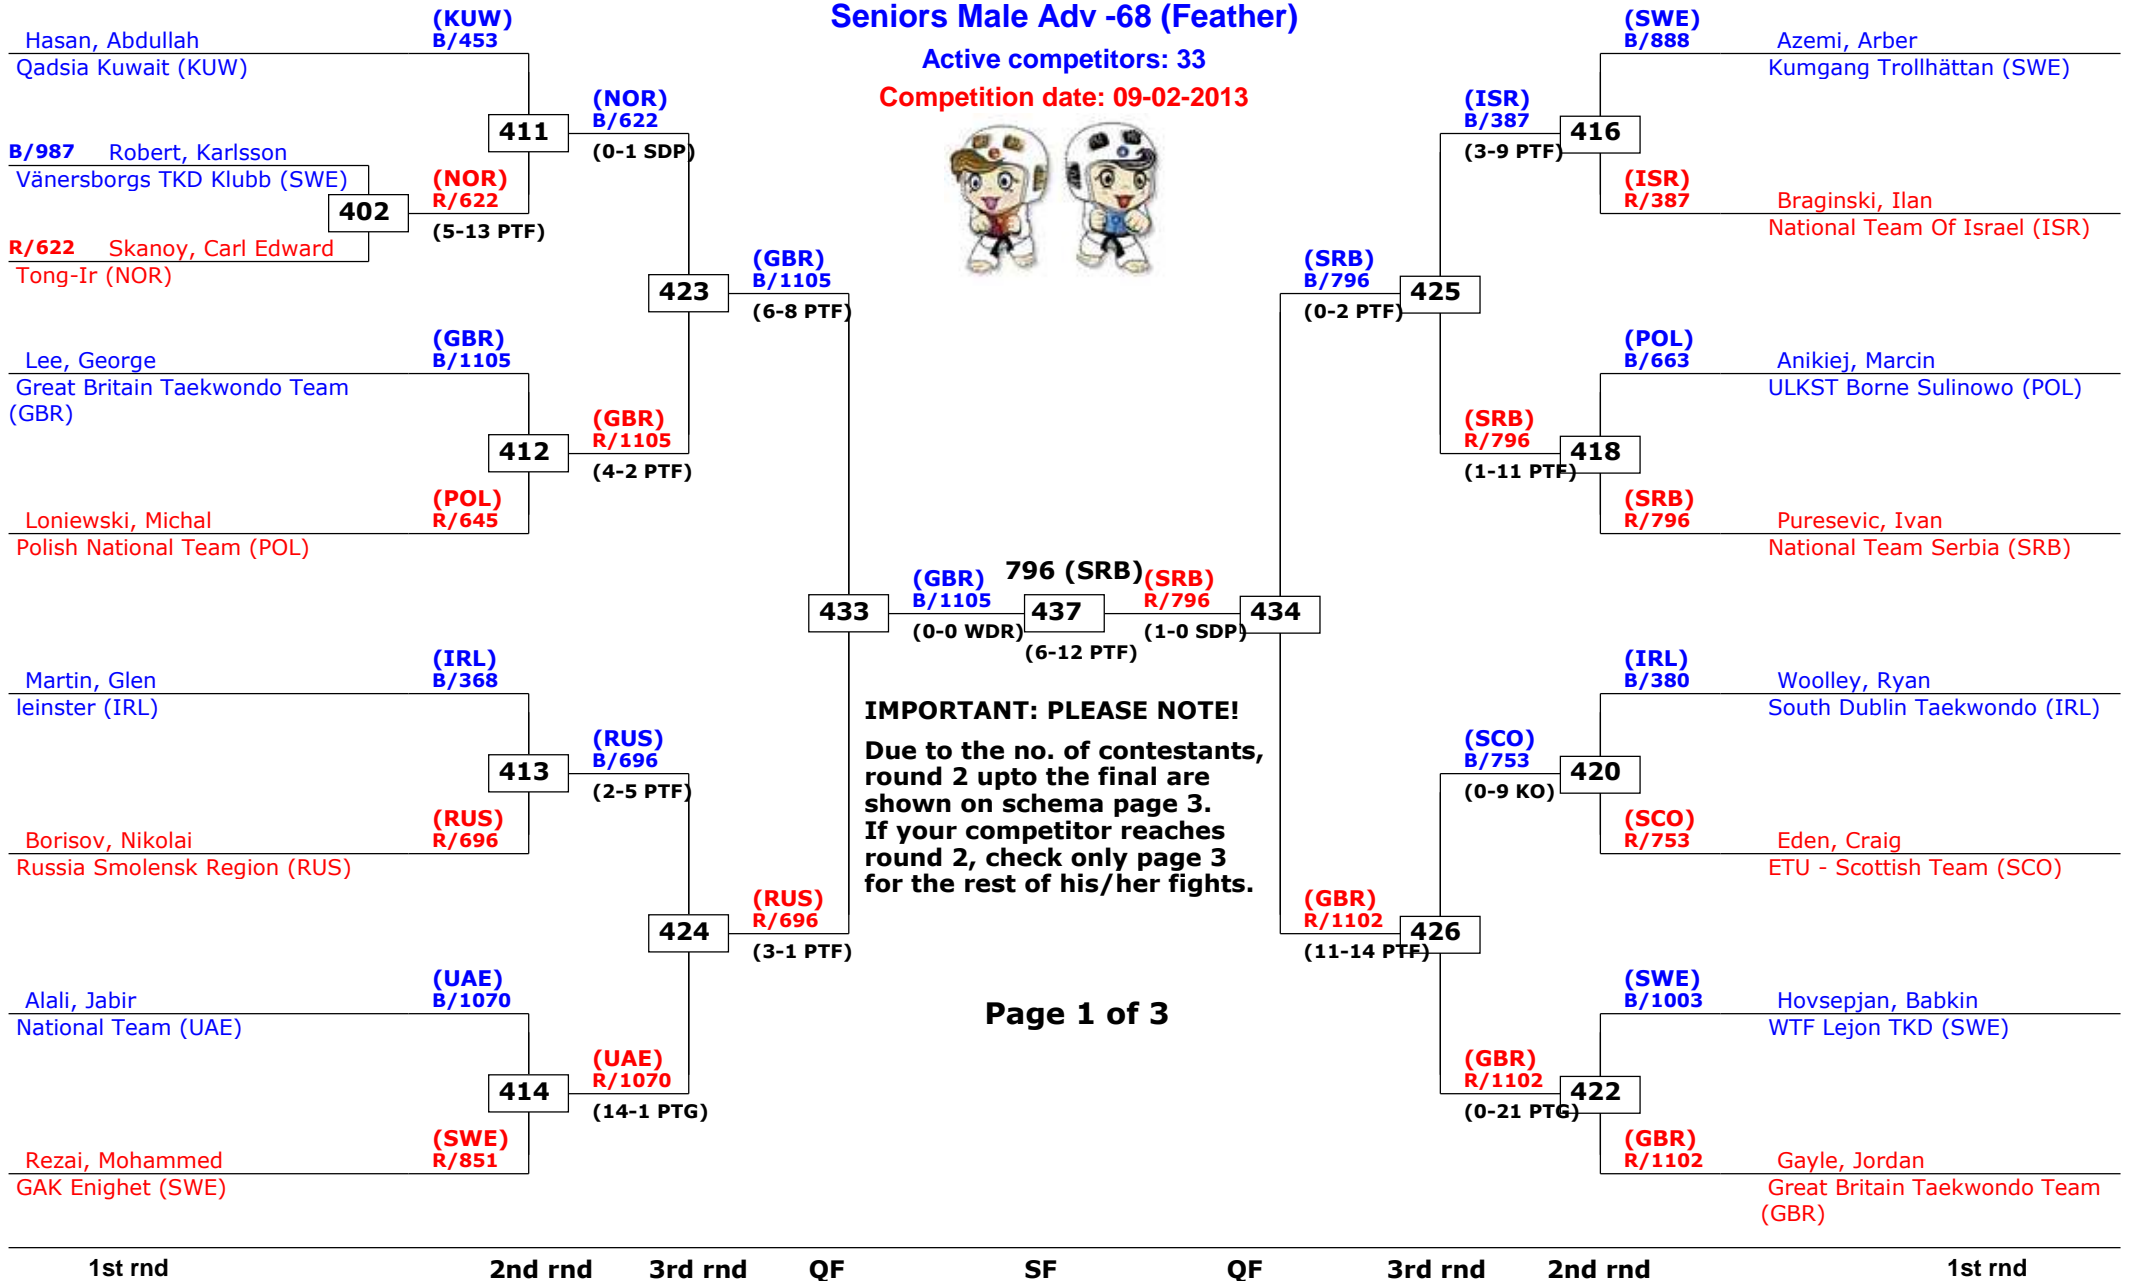 Seniors Male Adv -68 (Feather)
Active competitors: 33
Competition date: 09-02-2013
Hasan, Abdullah
Qadsia Kuwait (KUW)
(KUW)
B/453
B/987 Robert, Karlsson
Vänersborgs TKD Klubb (SWE)
R/622 Skanoy, Carl Edward
Tong-Ir (NOR)
402
(NOR)
R/622
(5-13 PTF)
411
(NOR)
B/622
(0-1 SDP)
Lee, George
Great Britain Taekwondo Team
(GBR)
(GBR)
B/1105
Loniewski, Michal
Polish National Team (POL)
(POL)
R/645
412
(GBR)
R/1105
(4-2 PTF)
423
(GBR)
B/1105
(6-8 PTF)
Martin, Glen
leinster (IRL)
(IRL)
B/368
Borisov, Nikolai
Russia Smolensk Region (RUS)
(RUS)
R/696
413
(RUS)
B/696
(2-5 PTF)
Alali, Jabir
National Team (UAE)
(UAE)
B/1070
Rezai, Mohammed
GAK Enighet (SWE)
(SWE)
R/851
414
(UAE)
R/1070
(14-1 PTG)
424
(RUS)
R/696
(3-1 PTF)
433
(GBR)
B/1105
(0-0 WDR)
796 (SRB)
437
(6-12 PTF)
(SRB)
R/796
(1-0 SDP)
434
IMPORTANT: PLEASE NOTE!
Due to the no. of contestants,
round 2 upto the final are
shown on schema page 3.
If your competitor reaches
round 2, check only page 3
for the rest of his/her fights.
Page 1 of 3
(SRB)
B/796
(0-2 PTF)
425
(ISR)
B/387
(3-9 PTF)
416
(SWE)
B/888
Azemi, Arber
Kumgang Trollhättan (SWE)
(ISR)
R/387
Braginski, Ilan
National Team Of Israel (ISR)
(SRB)
R/796
(1-11 PTF)
418
(POL)
B/663
Anikiej, Marcin
ULKST Borne Sulinowo (POL)
(SRB)
R/796
Puresevic, Ivan
National Team Serbia (SRB)
(GBR)
R/1102
(11-14 PTF)
426
(SCO)
B/753
(0-9 KO)
420
(IRL)
B/380
Woolley, Ryan
South Dublin Taekwondo (IRL)
(SCO)
R/753
Eden, Craig
ETU - Scottish Team (SCO)
(GBR)
R/1102
(0-21 PTG)
422
(SWE)
B/1003
Hovsepjan, Babkin
WTF Lejon TKD (SWE)
(GBR)
R/1102
Gayle, Jordan
Great Britain Taekwondo Team
(GBR)
1st rnd 2nd rnd 3rd rnd QF SF QF 3rd rnd 2nd rnd 1st rnd